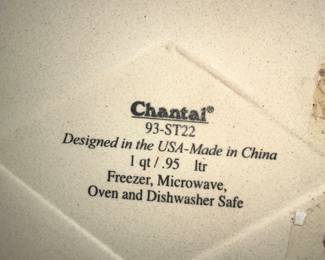 Chantal®
93-ST22
Designed in the USA-Made in China
1 qt / .95 ltr
Freezer, Microwave,
Oven and Dishwasher Safe